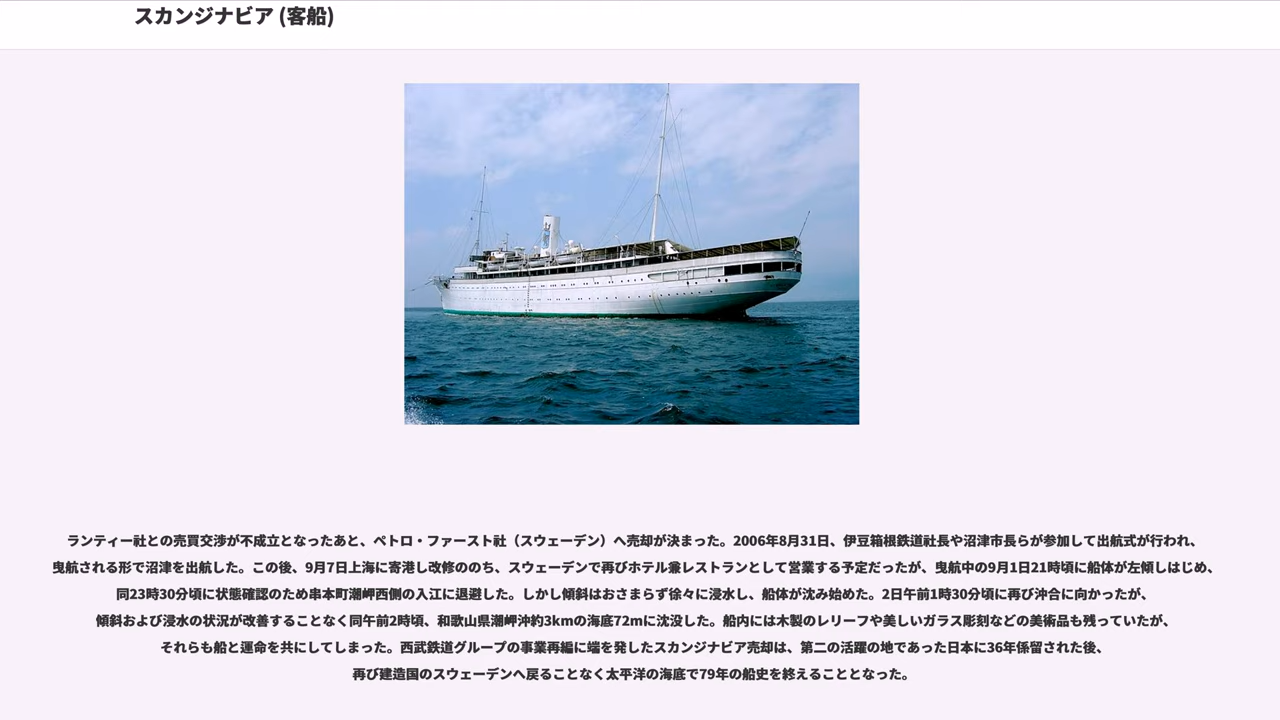 スカンジナビア (客船)
ランティー社との売買交渉が不成立となったあと、ペトロ・ファースト社（スウェーデン）へ売却が決まった。2006年8月31日、伊豆箱根鉄道社長や沼津市長らが参加して出航式が行われ、
曳航される形で沼津を出航した。この後、9月7日上海に寄港し改修ののち、スウェーデンで再びホテル兼レストランとして営業する予定だったが、曳航中の9月1日21時頃に船体が左傾しはじめ、
同23時30分頃に状態確認のため串本町潮岬西側の入江に退避した。しかし傾斜はおさまらず徐々に浸水し、船体が沈み始めた。2日午前1時30分頃に再び沖合に向かったが、
傾斜および浸水の状況が改善することなく同午前2時頃、和歌山県潮岬沖約3kmの海底72mに沈没した。船内には木製のレリーフや美しいガラス彫刻などの美術品も残っていたが、
それらも船と運命を共にしてしまった。西武鉄道グループの事業再編に端を発したスカンジナビア売却は、第二の活躍の地であった日本に36年係留された後、
再び建造国のスウェーデンへ戻ることなく太平洋の海底で79年の船史を終えることとなった。